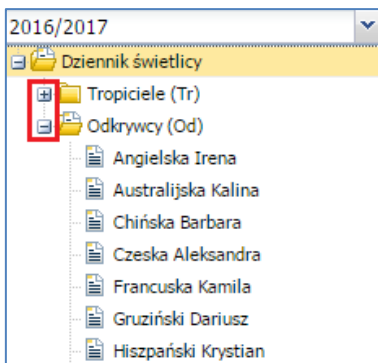 2016/2017
Dziennik świetlicy
Tropiciele (Tr)
Odkrywcy (Od)
Angielska Irena
Australijska Kalina
Chińska Barbara
Czeska Aleksandra
Francuska Kamila
Gruziński Dariusz
Hiszpański Krystian